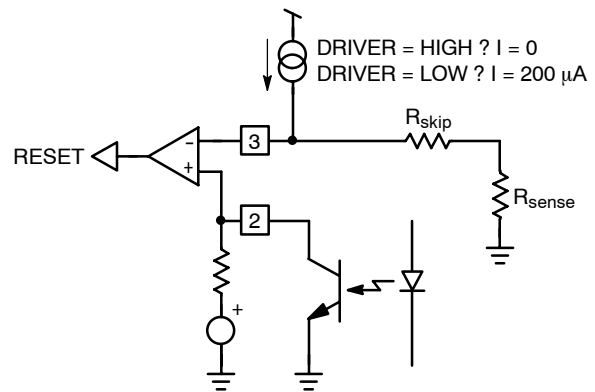 DRIVER = HIGH ? I = 0
DRIVER = LOW ? I = 200 μA
Rskip
3
-
RESET
+
Rsense
2
+